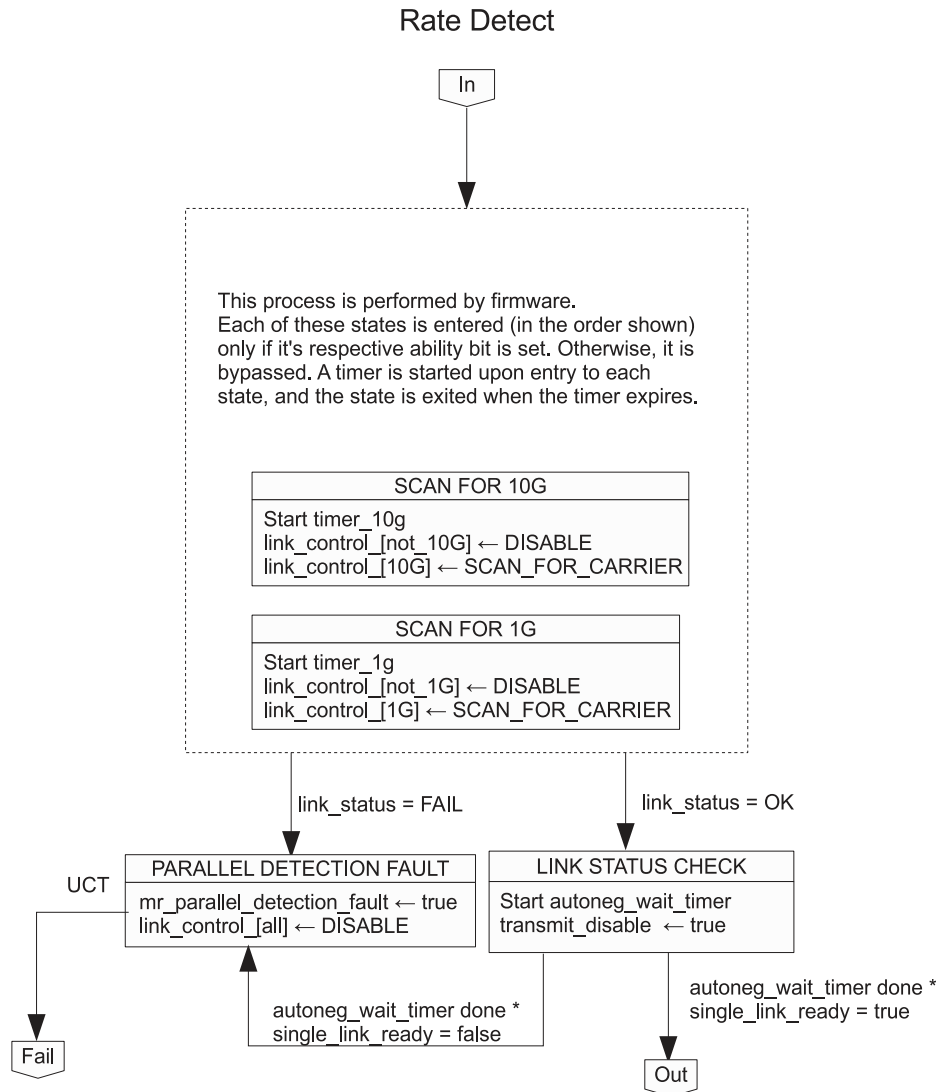 Rate Detect
In
This process is performed by firmware.
Each of these states is entered (in the order shown)
only if it's respective ability bit is set. Otherwise, it is
bypassed. A timer is started upon entry to each
state, and the state is exited when the timer expires.
SCAN FOR 10G
Start timer_10g
link_control_[not_10G] ← DISABLE
link_control_[10G] ← SCAN_FOR_CARRIER
SCAN FOR 1G
Start timer_1g
link_control_[not_1G] ← DISABLE
link_control_[1G] ← SCAN_FOR_CARRIER
link_status = FAIL
link_status = OK
UCT
PARALLEL DETECTION FAULT
mr_parallel_detection_fault ← true
link_control_[all] ← DISABLE
LINK STATUS CHECK
Start autoneg_wait_timer
transmit_disable ← true
autoneg_wait_timer done *
single_link_ready = false
autoneg_wait_timer done *
single_link_ready = true
Fail
Out